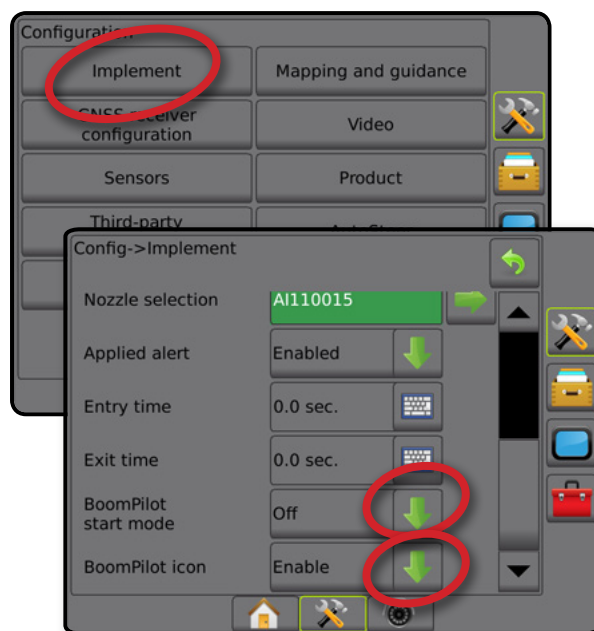 Configuration
Implement
Mapping and guidance
GNSS receiver
configuration
Video
Sensors
Product
Third-party
Config->Implement
Nozzle selection
AI110015
Applied alert
Enabled
Entry time
0.0 sec.
Exit time
0.0 sec.
BoomPilot
start mode
Off
BoomPilot icon
Enable